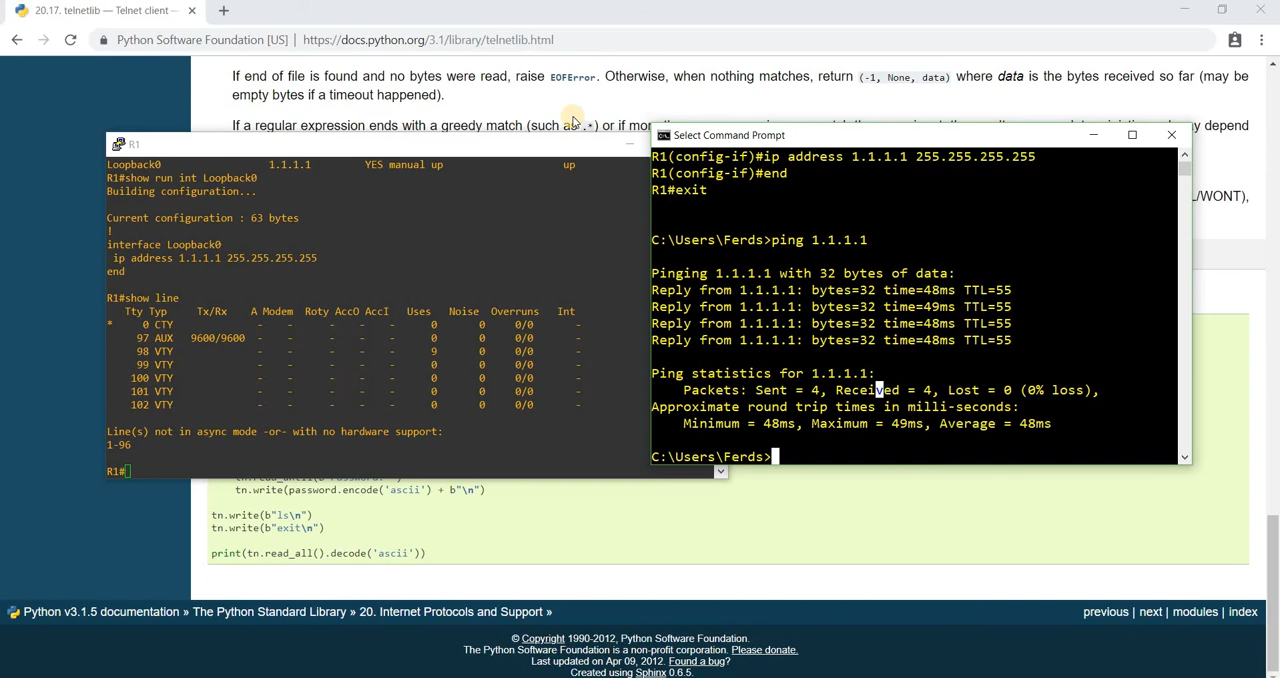 20.17. telnetlib — Telnet client —
Python Software Foundation [US] | https://docs.python.org/3.1/library/telnetlib.html
If end of file is found and no bytes were read, raise EOFError. Otherwise, when nothing matches, return (-1, None, data) where data is the bytes received so far (may be
empty bytes if a timeout happened).
If a regular expression ends with a greedy match (such as .*) or if
may depend
/WONT),
R1
Loopback0 1.1.1.1 YES manual up up
R1#show run int Loopback0
Building configuration...
Current configuration : 63 bytes
!
interface Loopback0
ip address 1.1.1.1 255.255.255.255
end
R1#show line
Tty Typ Tx/Rx A Modem Roty AccO AccI Uses Noise Overruns Int
* 0 CTY - - - - - 0 0 0/0 -
97 AUX 9600/9600 - - - - - 0 0 0/0 -
98 VTY - - - - - 9 0 0/0 -
99 VTY - - - - - 0 0 0/0 -
100 VTY - - - - - 0 0 0/0 -
101 VTY - - - - - 0 0 0/0 -
102 VTY - - - - - 0 0 0/0 -
Line(s) not in async mode -or- with no hardware support:
1-96
R1#
Select Command Prompt
R1(config-if)#ip address 1.1.1.1 255.255.255.255
R1(config-if)#end
R1#exit
C:\Users\Ferds>ping 1.1.1.1
Pinging 1.1.1.1 with 32 bytes of data:
Reply from 1.1.1.1: bytes=32 time=48ms TTL=55
Reply from 1.1.1.1: bytes=32 time=49ms TTL=55
Reply from 1.1.1.1: bytes=32 time=48ms TTL=55
Reply from 1.1.1.1: bytes=32 time=48ms TTL=55
Ping statistics for 1.1.1.1:
Packets: Sent = 4, Received = 4, Lost = 0 (0% loss),
Approximate round trip times in milli-seconds:
Minimum = 48ms, Maximum = 49ms, Average = 48ms
C:\Users\Ferds>
tn.write(password.encode('ascii') + b"\n")
tn.write(b"ls\n")
tn.write(b"exit\n")
print(tn.read_all().decode('ascii'))
Python v3.1.5 documentation » The Python Standard Library » 20. Internet Protocols and Support »
previous | next | modules | index
© Copyright 1990-2012, Python Software Foundation.
The Python Software Foundation is a non-profit corporation. Please donate.
Last updated on Apr 09, 2012. Found a bug?
Created using Sphinx 0.6.5.